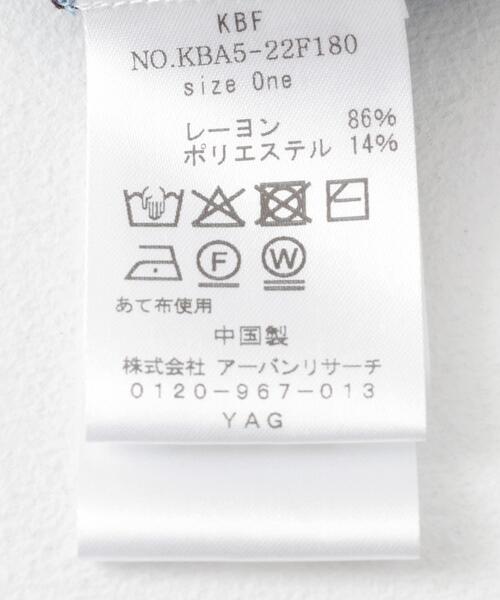 KBF
NO.KBA5-22F180
size One
レーヨン 86%
ポリエステル 14%
F W
あて布使用
中国製
株式会社 アーバンリサーチ
0120-967-013
YAG